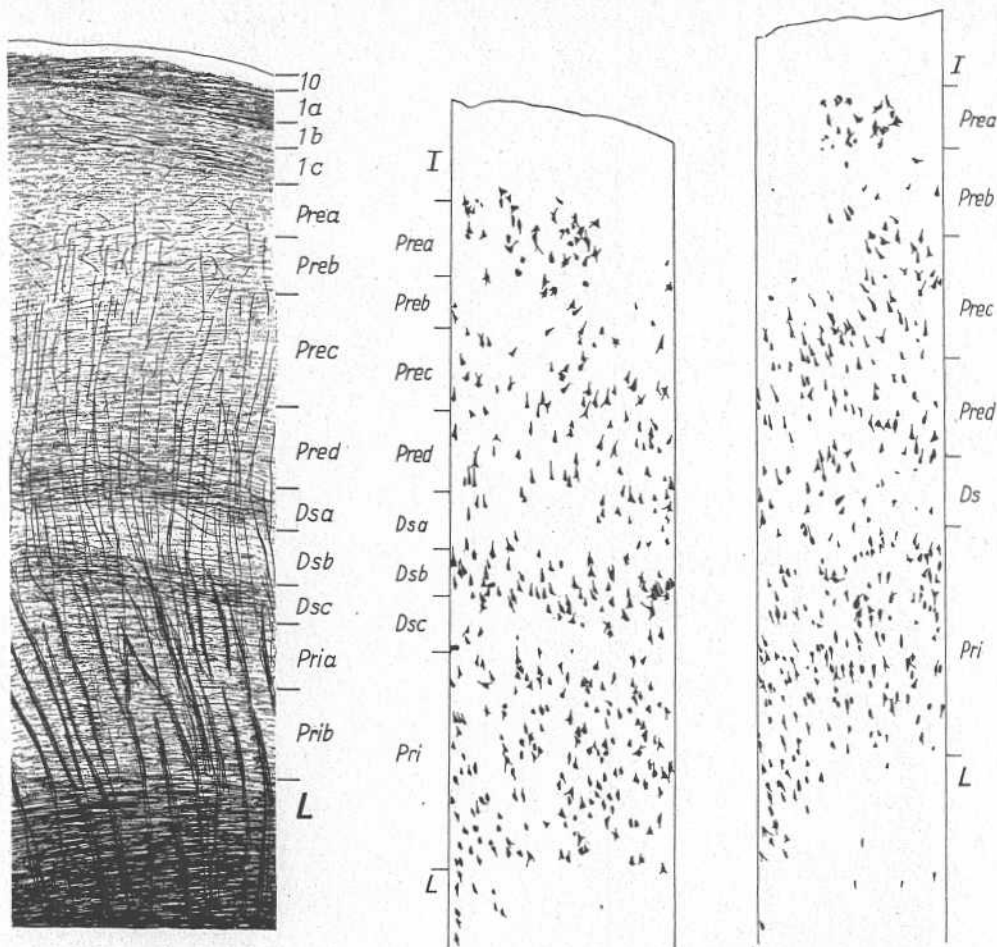 10
1a
1b
1c
Prea
Preb
Prec
Pred
Dsa
Dsb
Dsc
Pria
Prib
L
I
Prea
Preb
Prec
Pred
Dsa
Dsb
Dsc
Pri
L
I
Prea
Preb
Prec
Pred
Ds
Pri
L